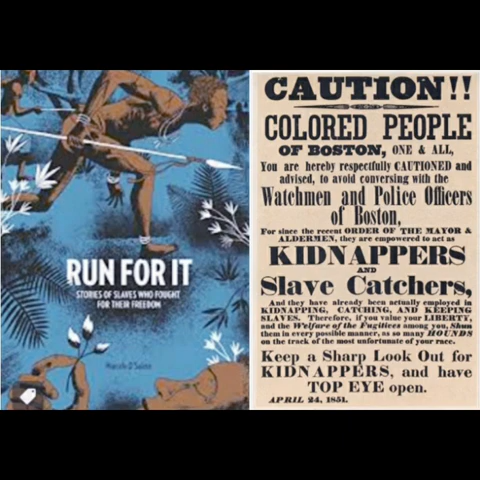 RUN FOR IT
STORIES OF SLAVES WHO FOUGHT
FOR THEIR FREEDOM
Marcelo D'Salete
CAUTION!!
COLORED PEOPLE
OF BOSTON, ONE & ALL,
You are hereby respectfully CAUTIONED and
advised, to avoid conversing with the
Watchmen and Police Officers
of Boston,
For since the recent ORDER OF THE MAYOR &
ALDERMEN, they are empowered to act as
KIDNAPPERS
AND
Slave Catchers,
And they have already been actually employed in
KIDNAPPING, CATCHING, AND KEEPING
SLAVES. Therefore, if you value your LIBERTY,
and the Welfare of the Fugitives among you, Shun
them in every possible manner, as so many HOUNDS
on the track of the most unfortunate of your race.
Keep a Sharp Look Out for
KIDNAPPERS, and have
TOP EYE open.
APRIL 24, 1851.